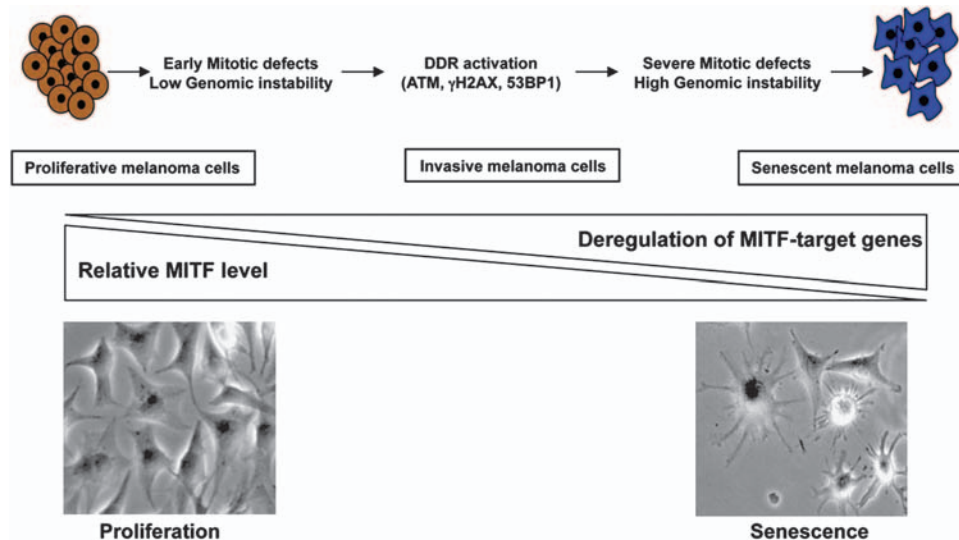 Early Mitotic defects
Low Genomic instability
DDR activation
(ATM, γH2AX, 53BP1)
Severe Mitotic defects
High Genomic instability
Proliferative melanoma cells
Invasive melanoma cells
Senescent melanoma cells
Deregulation of MITF-target genes
Relative MITF level
Proliferation
Senescence